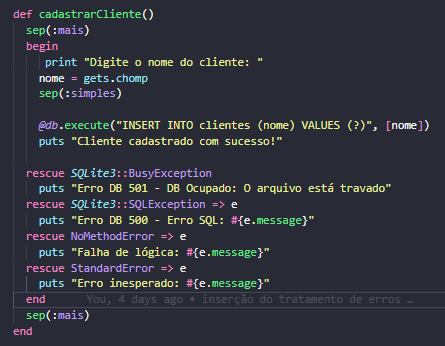 def cadastrarCliente()
  sep(:mais)
  begin
     print "Digite o nome do cliente: "
    nome = gets.chomp
    sep(:simples)

    @db.execute("INSERT INTO clientes (nome) VALUES (?)", [nome])
    puts "Cliente cadastrado com sucesso!"

  rescue SQLite3::BusyException
    puts "Erro DB 501 - DB Ocupado: O arquivo está travado"
  rescue SQLite3::SQLException => e
    puts "Erro DB 500 - Erro SQL: #{e.message}"
  rescue NoMethodError => e
    puts "Falha de lógica: #{e.message}"
  rescue StandardError => e
    puts "Erro inesperado: #{e.message}"
  end     You, 4 days ago • inserção do tratamento de erros …
  sep(:mais)
end